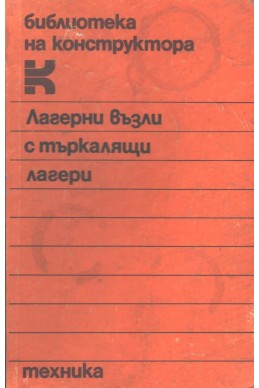 библиотека
на конструктора
Лагерни възли
с търкалящи
лагери
техника